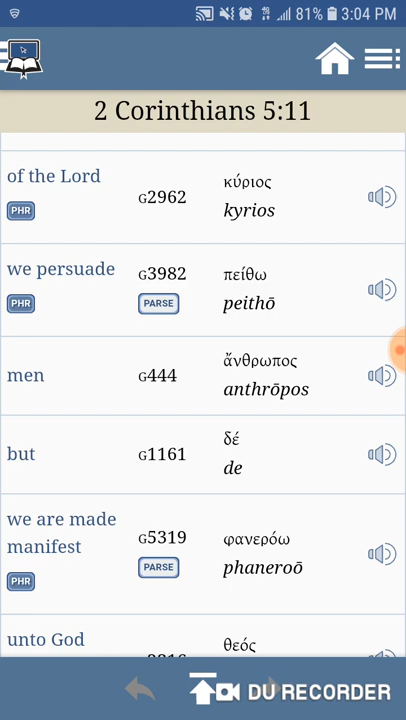 81% 3:04 PM
2 Corinthians 5:11
of the Lord
PHR
G2962
κύριος
kyrios
we persuade
PHR
G3982
PARSE
πείθω
peithō
men
G444
ἄνθρωπος
anthrōpos
but
G1161
δέ
de
we are made
manifest
PHR
G5319
PARSE
φανερόω
phaneroō
unto God
θεός
DU RECORDER